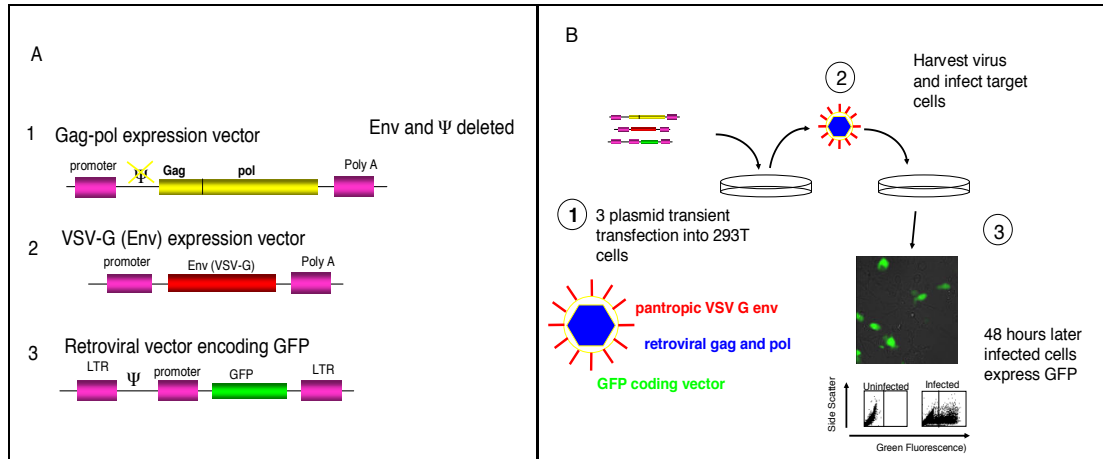 A
1
Gag-pol expression vector
Env and Ψ deleted
promoter
Ψ
Gag
pol
Poly A
2
VSV-G (Env) expression vector
promoter
Env (VSV-G)
Poly A
3
Retroviral vector encoding GFP
LTR
Ψ
promoter
GFP
LTR
B
2
Harvest virus
and infect target
cells
1
3 plasmid transient
transfection into 293T
cells
3
pantropic VSV G env
retroviral gag and pol
GFP coding vector
48 hours later
infected cells
express GFP
Side Scatter
Uninfected
Infected
Green Fluorescence)